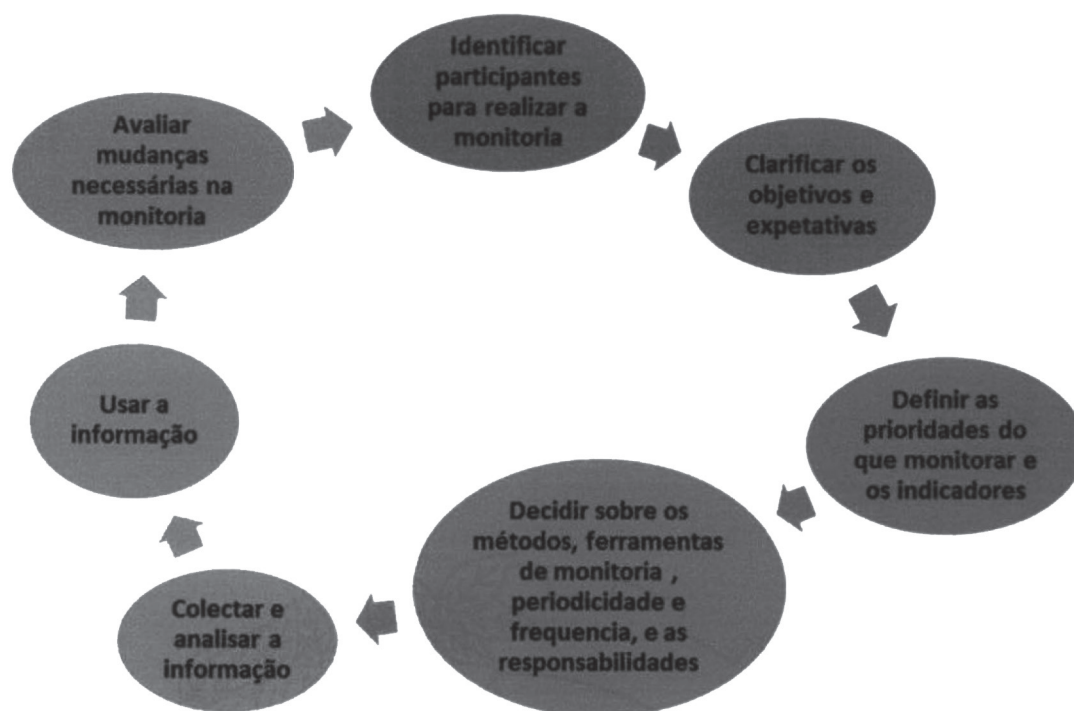 Identificar
participantes
para realizar a
monitoria
Clarificar os
objetivos e
expetativas
Definir as
prioridades do
que monitorar e
os indicadores
Decidir sobre os
métodos, ferramentas
de monitoria ,
periodicidade e
frequencia, e as
responsabilidades
Colectar e
analisar a
informação
Usar a
informação
Avaliar
mudanças
necessárias na
monitoria